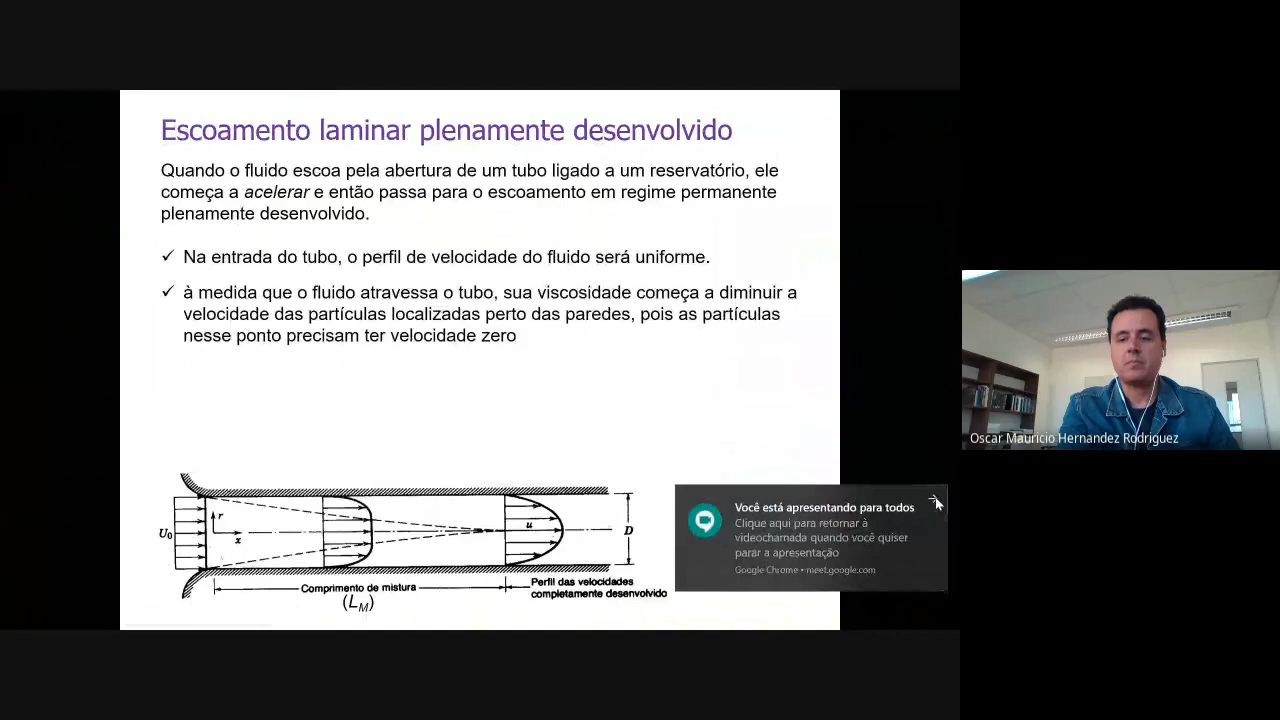 Escoamento laminar plenamente desenvolvido
Quando o fluido escoa pela abertura de um tubo ligado a um reservatório, ele
começa a acelerar e então passa para o escoamento em regime permanente
plenamente desenvolvido.
✓ Na entrada do tubo, o perfil de velocidade do fluido será uniforme.
✓ à medida que o fluido atravessa o tubo, sua viscosidade começa a diminuir a
velocidade das partículas localizadas perto das paredes, pois as partículas
nesse ponto precisam ter velocidade zero
U₀
r
x
u
D
Comprimento de mistura
(L_M)
Perfil das velocidades
completamente desenvolvido
Você está apresentando para todos
Clique aqui para retornar à
videochamada quando você quiser
parar a apresentação
Google Chrome • meet.google.com
Oscar Mauricio Hernandez Rodriguez